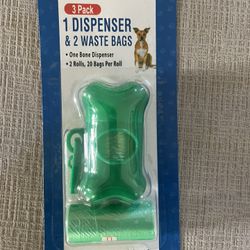 3 Pack
1 DISPENSER
& 2 WASTE BAGS
• One Bone Dispenser
• 2 Rolls, 20 Bags Per Roll